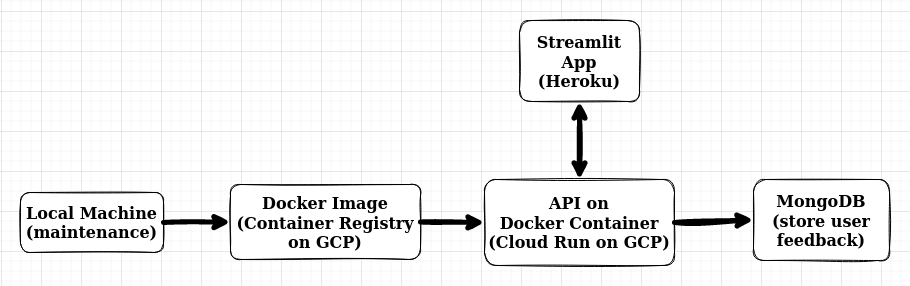 Streamlit
App
(Heroku)
Local Machine
(maintenance)
Docker Image
(Container Registry
on GCP)
API on
Docker Container
(Cloud Run on GCP)
MongoDB
(store user
feedback)